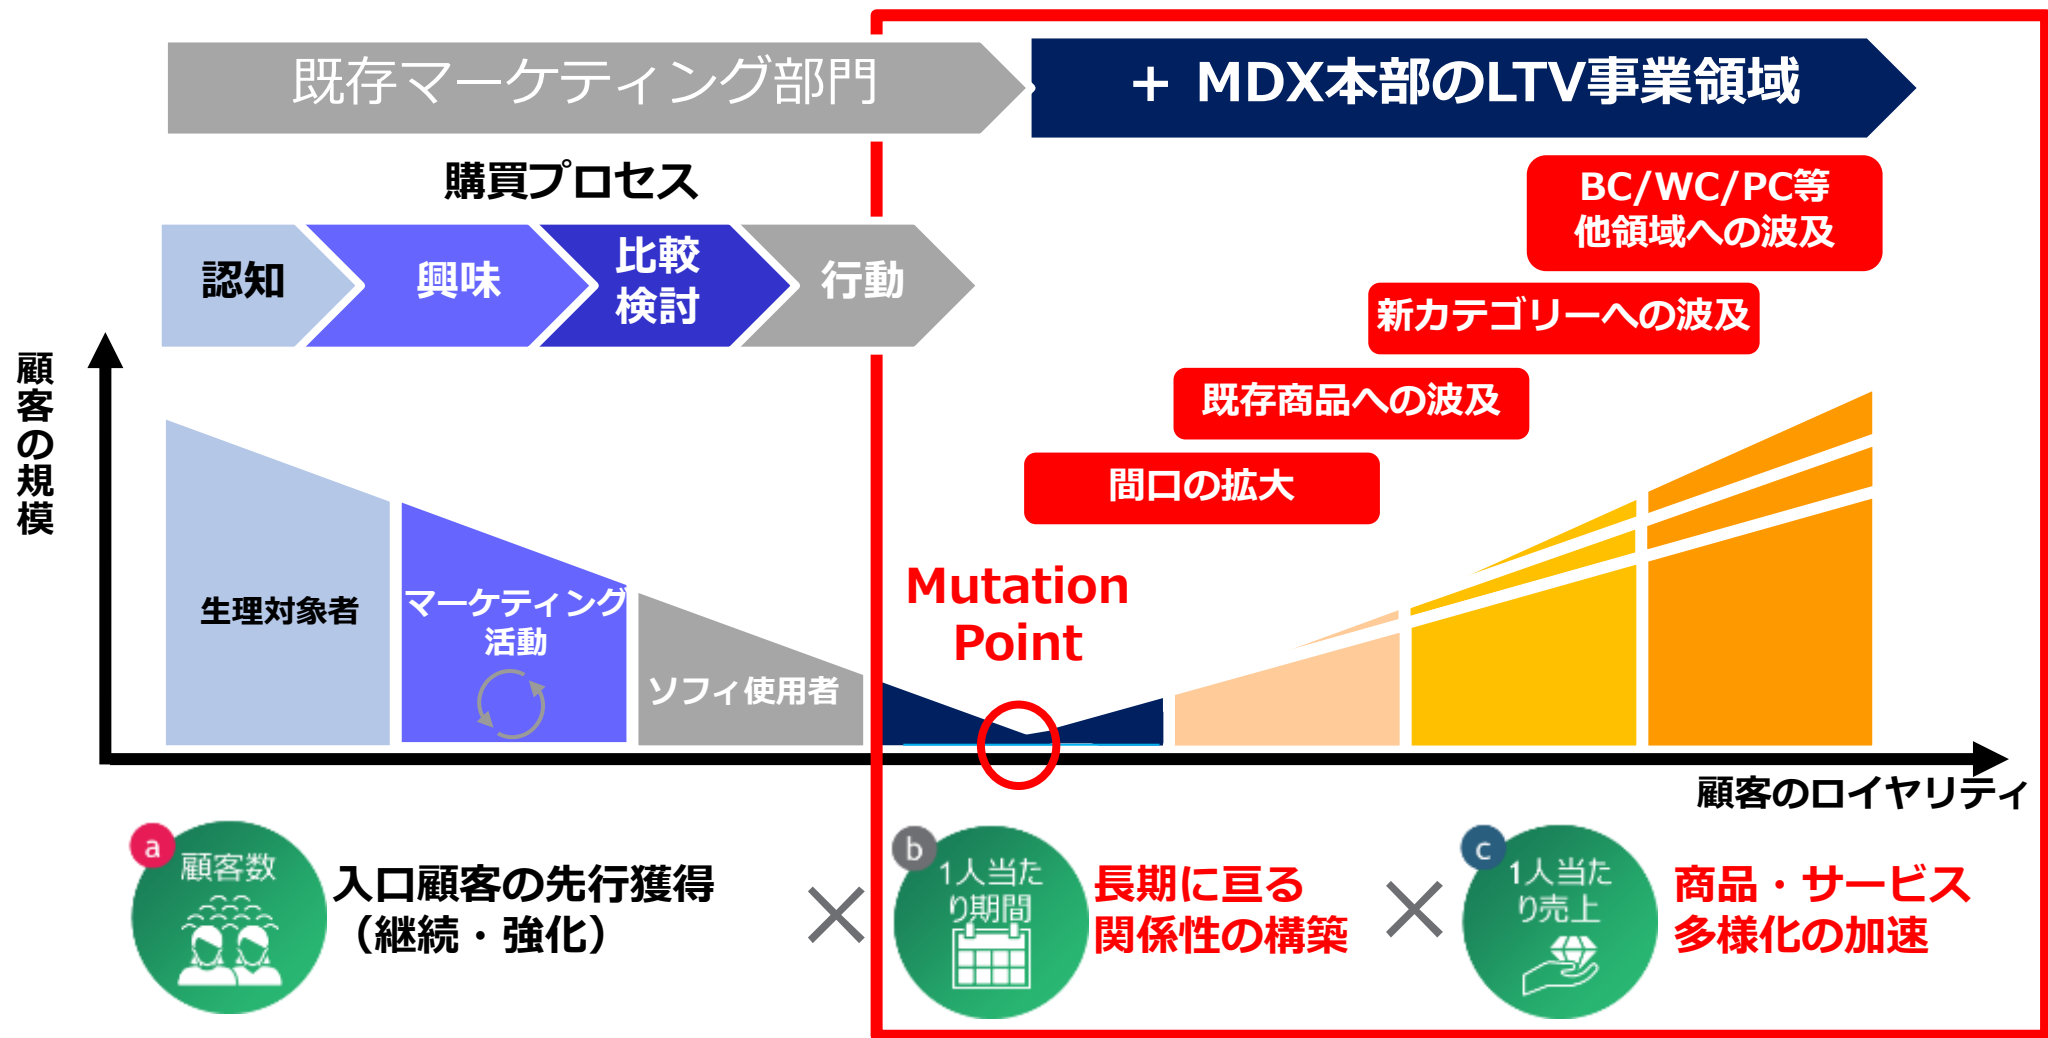 既存マーケティング部門
+ MDX本部のLTV事業領域
購買プロセス
認知
興味
比較
検討
行動
BC/WC/PC等
他領域への波及
新カテゴリーへの波及
既存商品への波及
間口の拡大
顧客の規模
生理対象者
マーケティング
活動
ソフィ使用者
Mutation
Point
顧客のロイヤリティ
a
顧客数
入口顧客の先行獲得
（継続・強化）
×
b
1人当た
り期間
長期に亘る
関係性の構築
×
c
1人当た
り売上
商品・サービス
多様化の加速